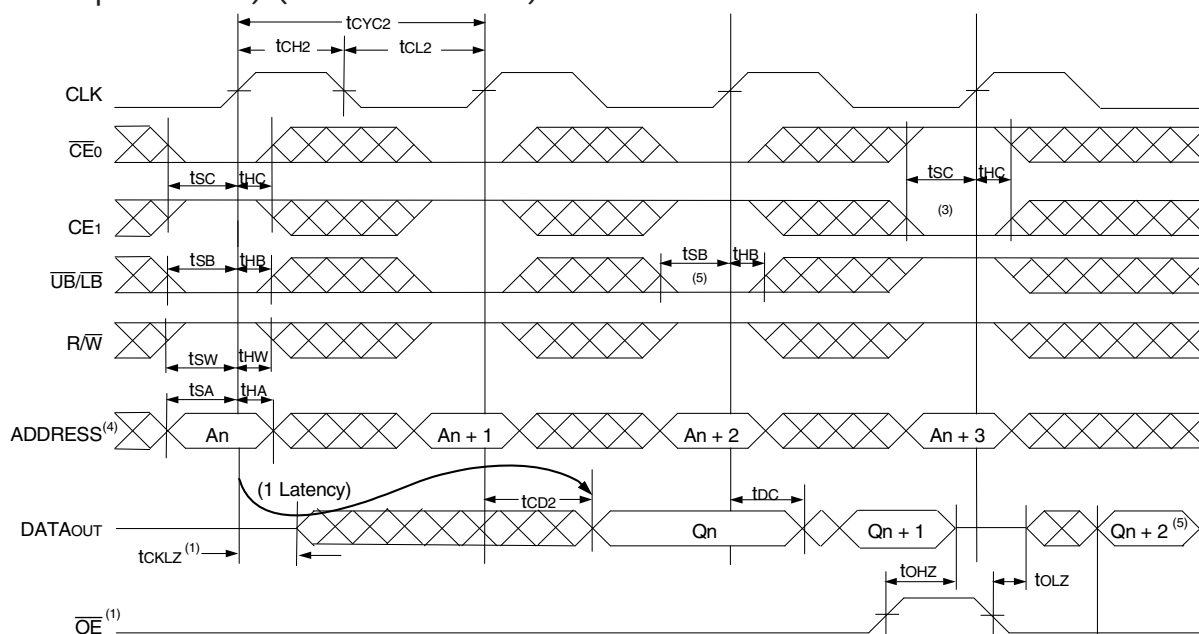 tCYC2
tCH2 tCL2
CLK
CE0
tSC tHC tSC tHC
(3)
CE1
tSB tHB tSB tHB
UB/LB (5)
R/W
tSW tHW
tSA tHA
ADDRESS(4) An An + 1 An + 2 An + 3
(1 Latency) tCD2 tDC
DATAOUT Qn Qn + 1 Qn + 2 (5)
tCKLZ (1)
tOHZ tOLZ
OE (1)